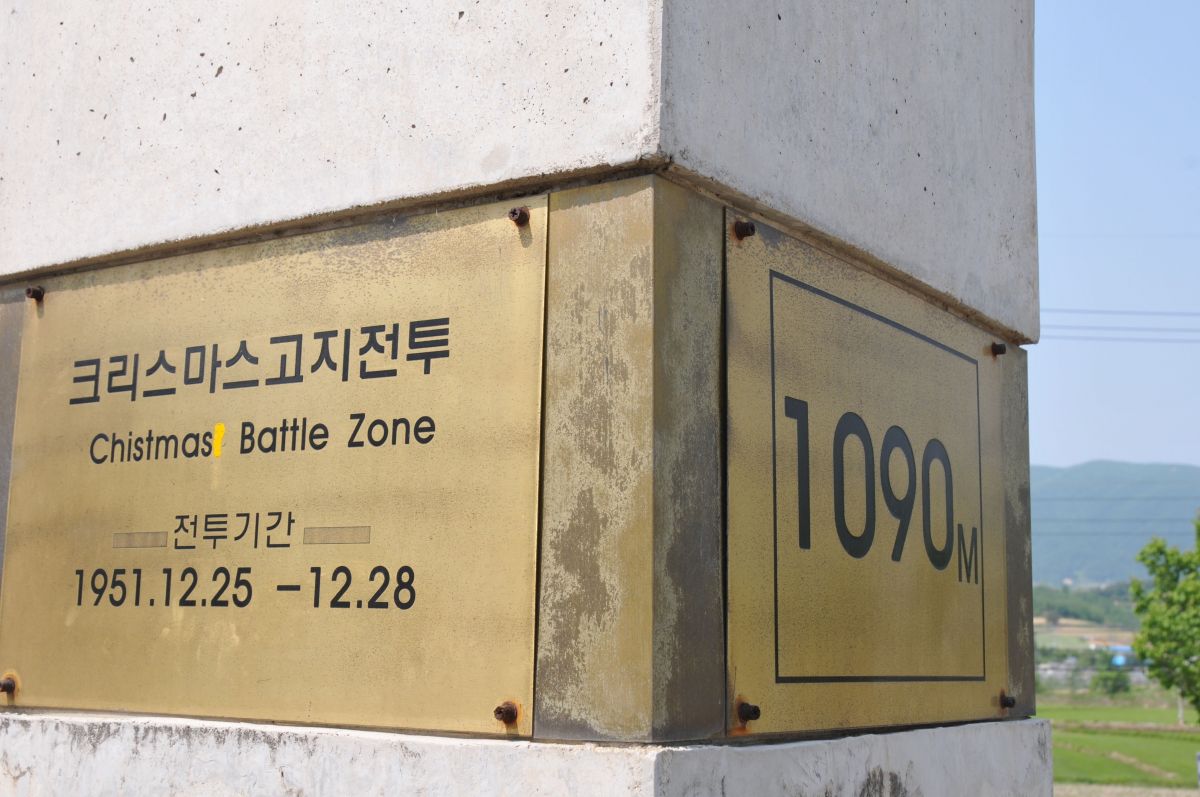 크리스마스고지전투
Chistmas' Battle Zone
전투기간
1951.12.25 –12.28
1090M